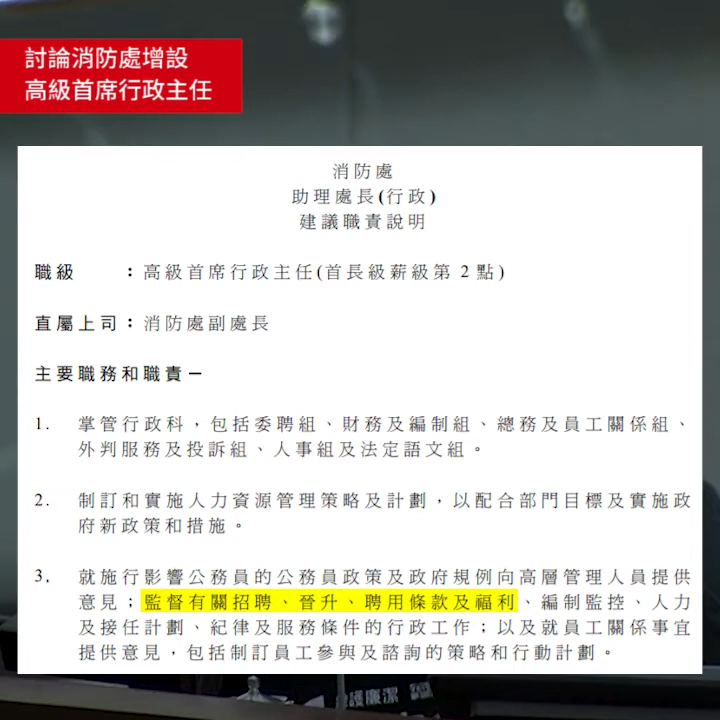 討論消防處增設
高級首席行政主任
消防處
助理處長(行政)
建議職責說明
職級 ：高級首席行政主任(首長級薪級第 2 點)
直屬上司：消防處副處長
主要職務和職責－
1. 掌管行政科，包括委聘組、財務及編制組、總務及員工關係組、
外判服務及投訴組、人事組及法定語文組。
2. 制訂和實施人力資源管理策略及計劃，以配合部門目標及實施政
府新政策和措施。
3. 就施行影響公務員的公務員政策及政府規例向高層管理人員提供
意見；監督有關招聘、晉升、聘用條款及福利、編制監控、人力
及接任計劃、紀律及服務條件的行政工作；以及就員工關係事宜
提供意見，包括制訂員工參與及諮詢的策略和行動計劃。
護廉潔